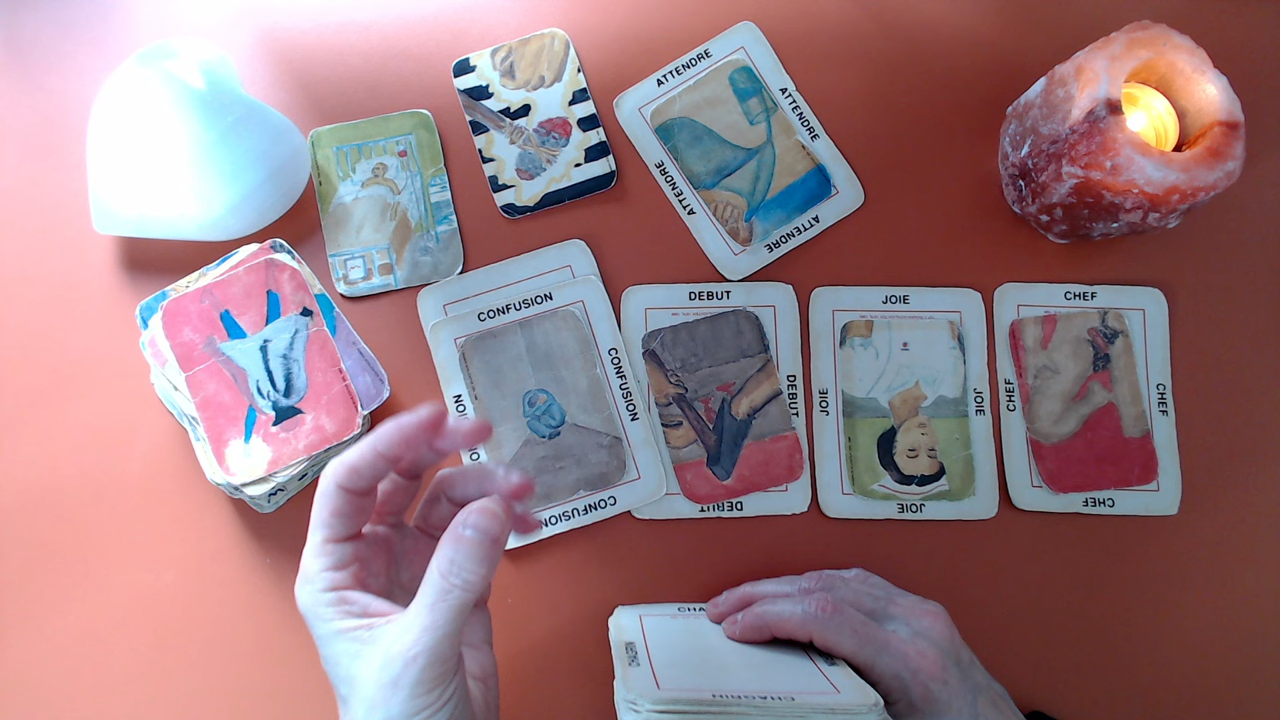 ATTENDRE
ATTENDRE
ATTENDRE
ATTENDRE
CONFUSION
CONFUSION
CONFUSION
DEBUT
DEBUT
DEBUT
JOIE
JOIE
JOIE
JOIE
CHEF
CHEF
CHEF
CHEF
CHAGRIN